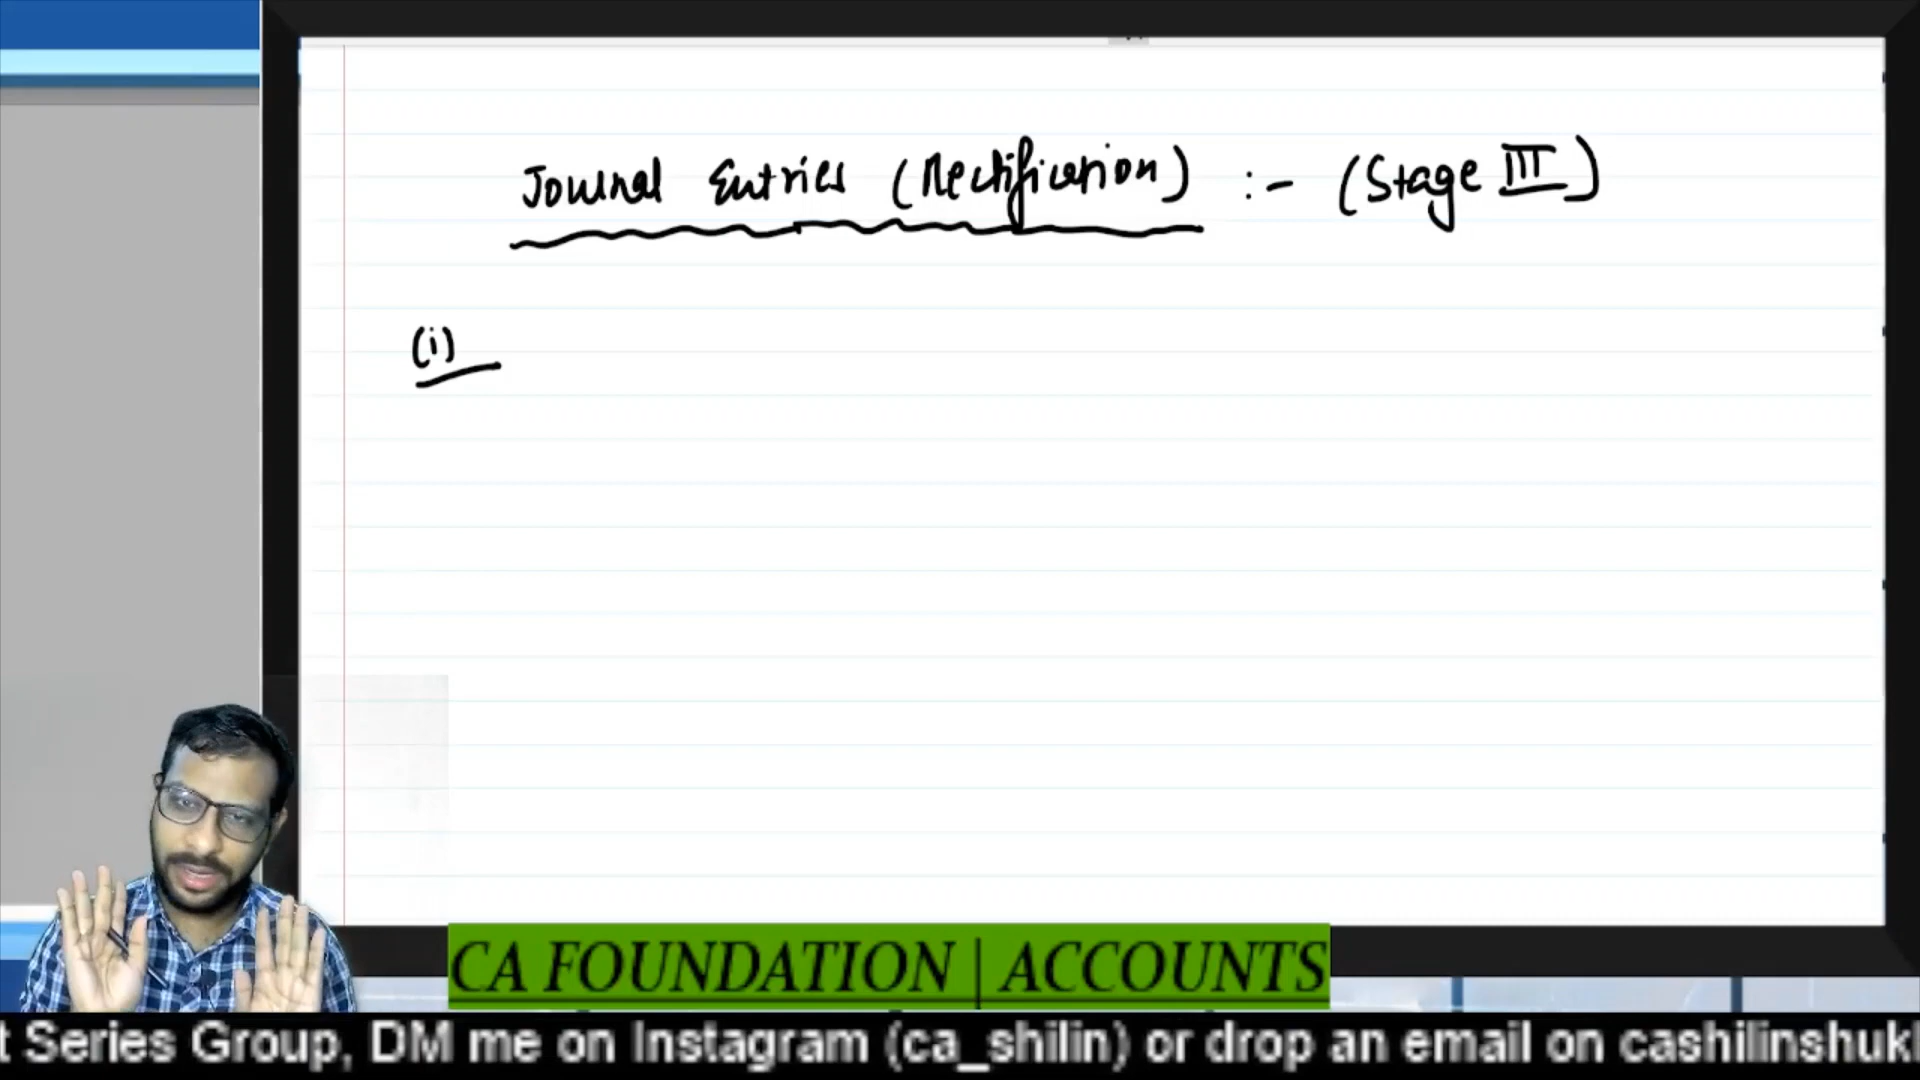 Journal Entries (Rectification) :- (Stage III)
(i)
CA FOUNDATION | ACCOUNTS
t Series Group, DM me on Instagram (ca_shilin) or drop an email on cashilinshukl